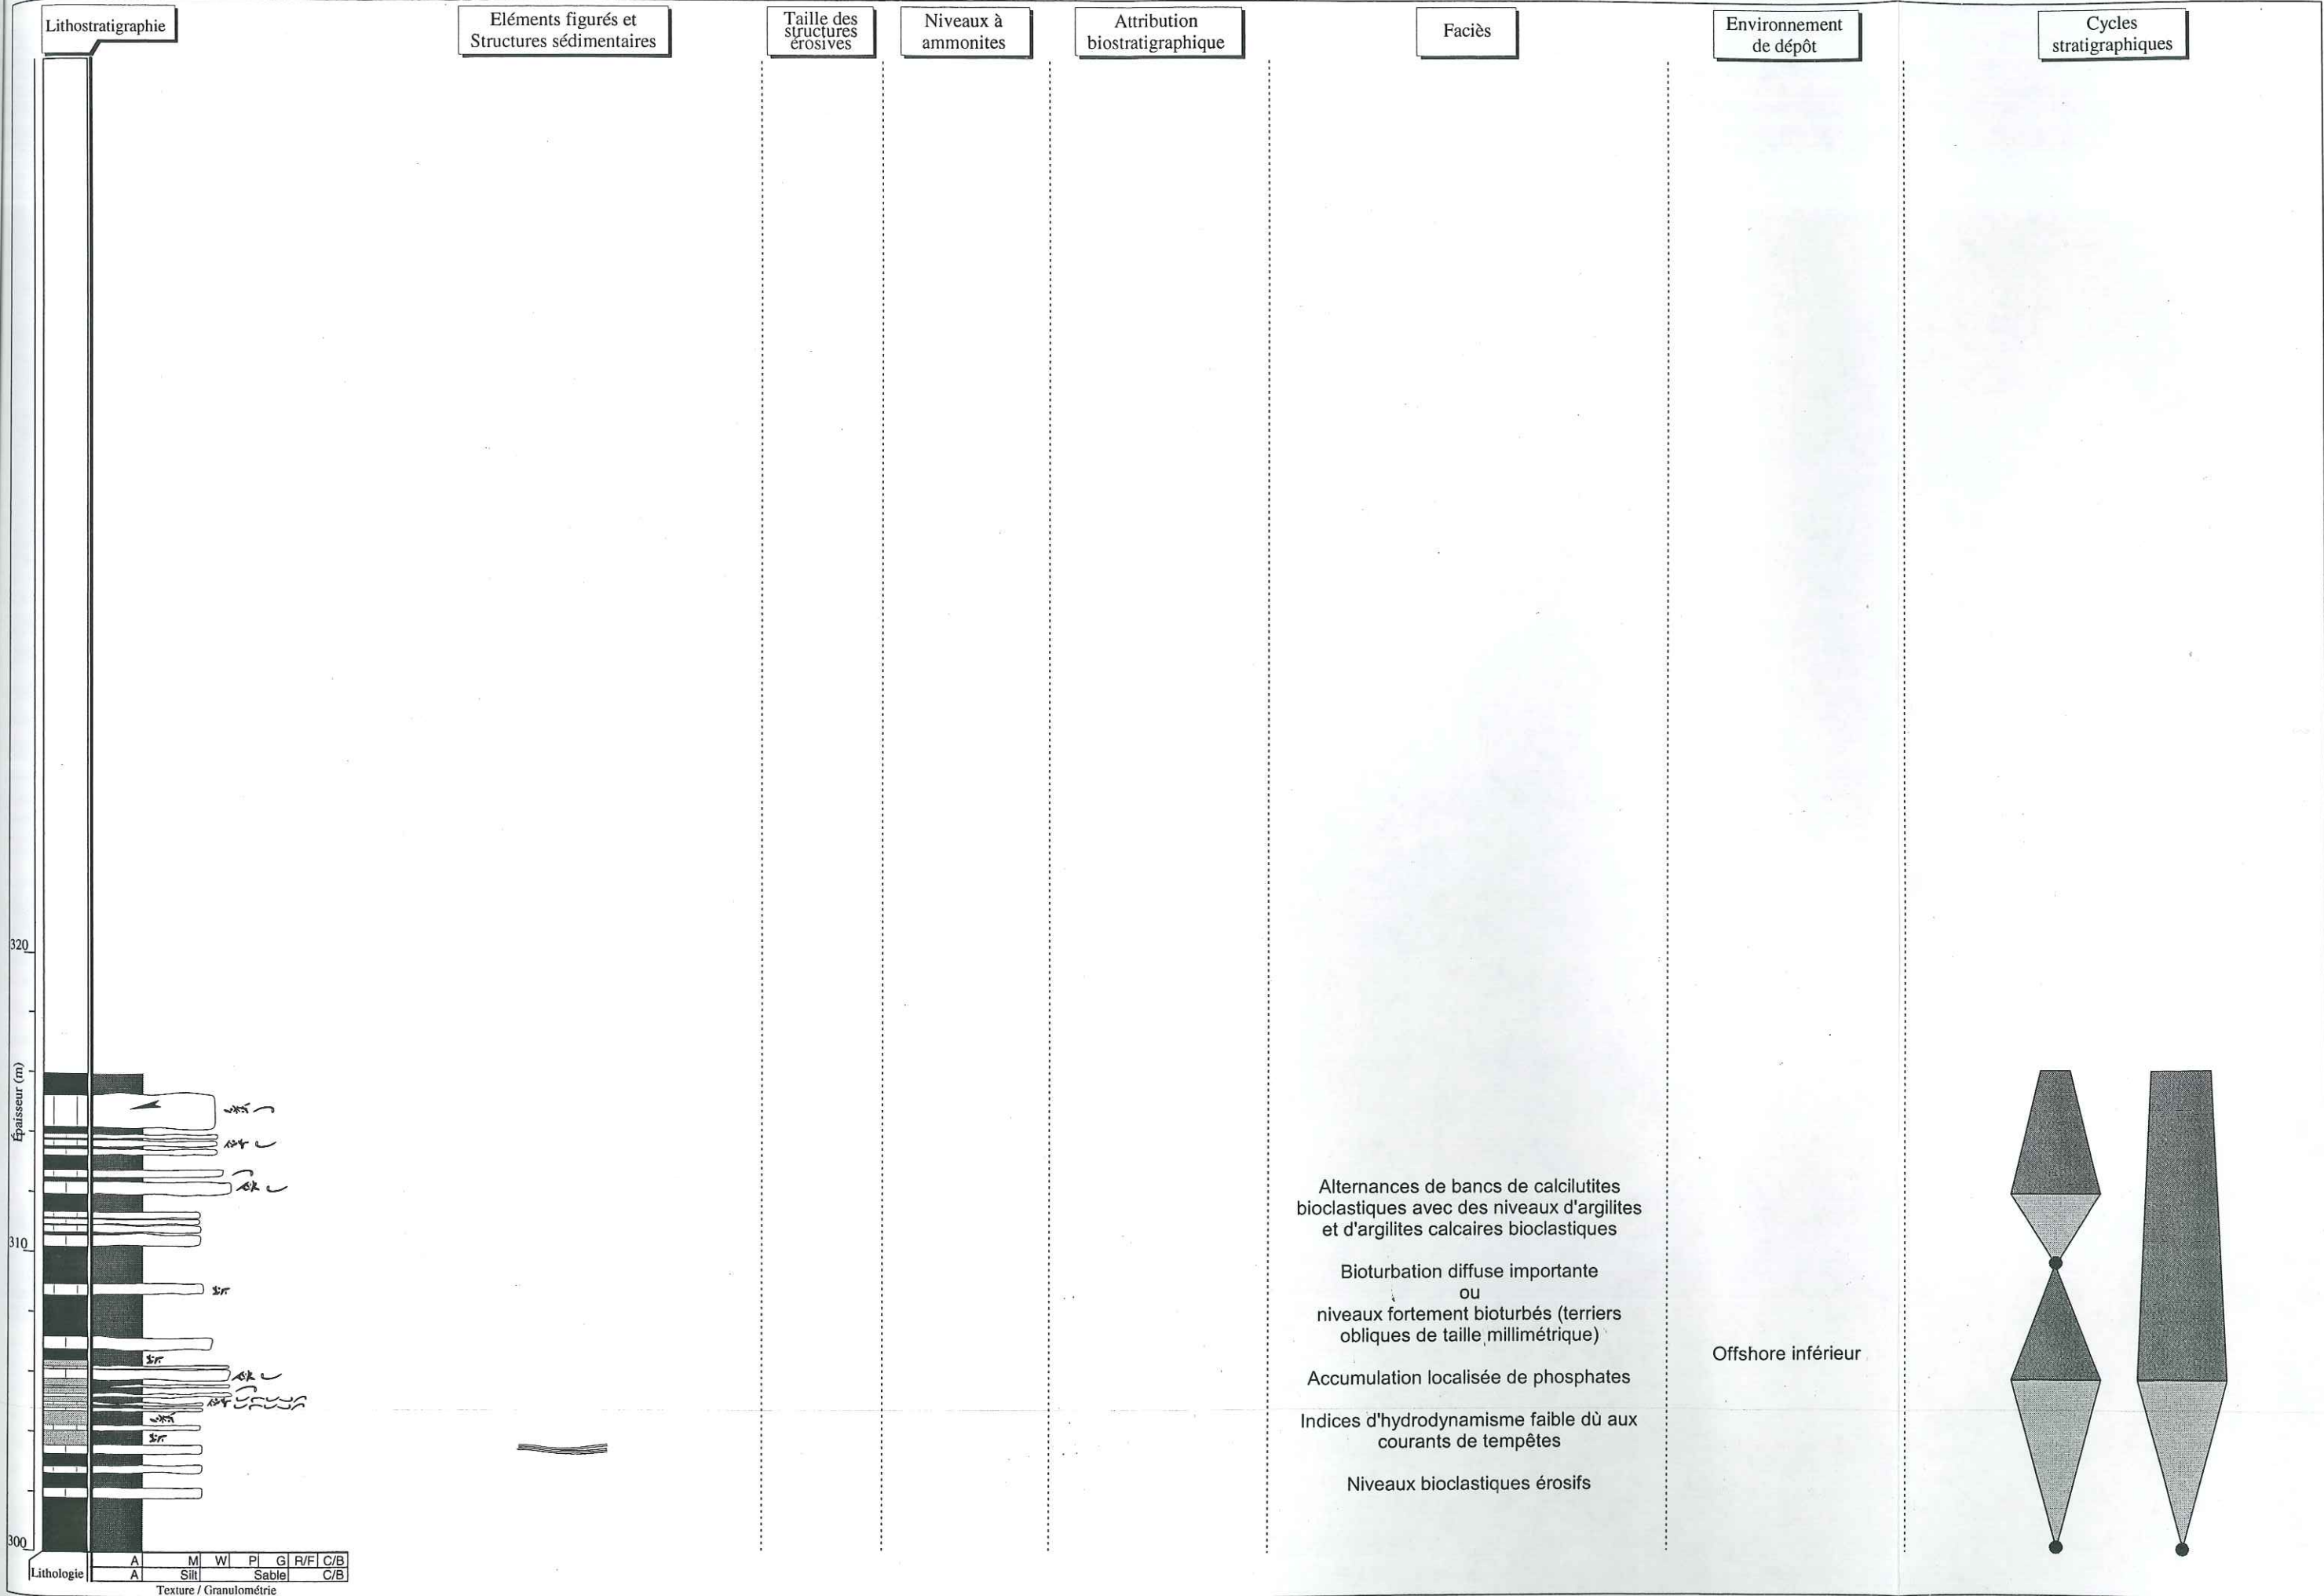 Lithostratigraphie
Eléments figurés et
Structures sédimentaires
Taille des
structures
érosives
Niveaux à
ammonites
Attribution
biostratigraphique
Faciès
Environnement
de dépôt
Cycles
stratigraphiques
320
Épaisseur (m)
310
300
Alternances de bancs de calcilutites
bioclastiques avec des niveaux d'argilites
et d'argilites calcaires bioclastiques
Bioturbation diffuse importante
ou
niveaux fortement bioturbés (terriers
obliques de taille millimétrique)
Accumulation localisée de phosphates
Indices d'hydrodynamisme faible dù aux
courants de tempêtes
Niveaux bioclastiques érosifs
Offshore inférieur
Lithologie
A M W P G R/F C/B
A Silt Sable C/B
Texture / Granulométrie